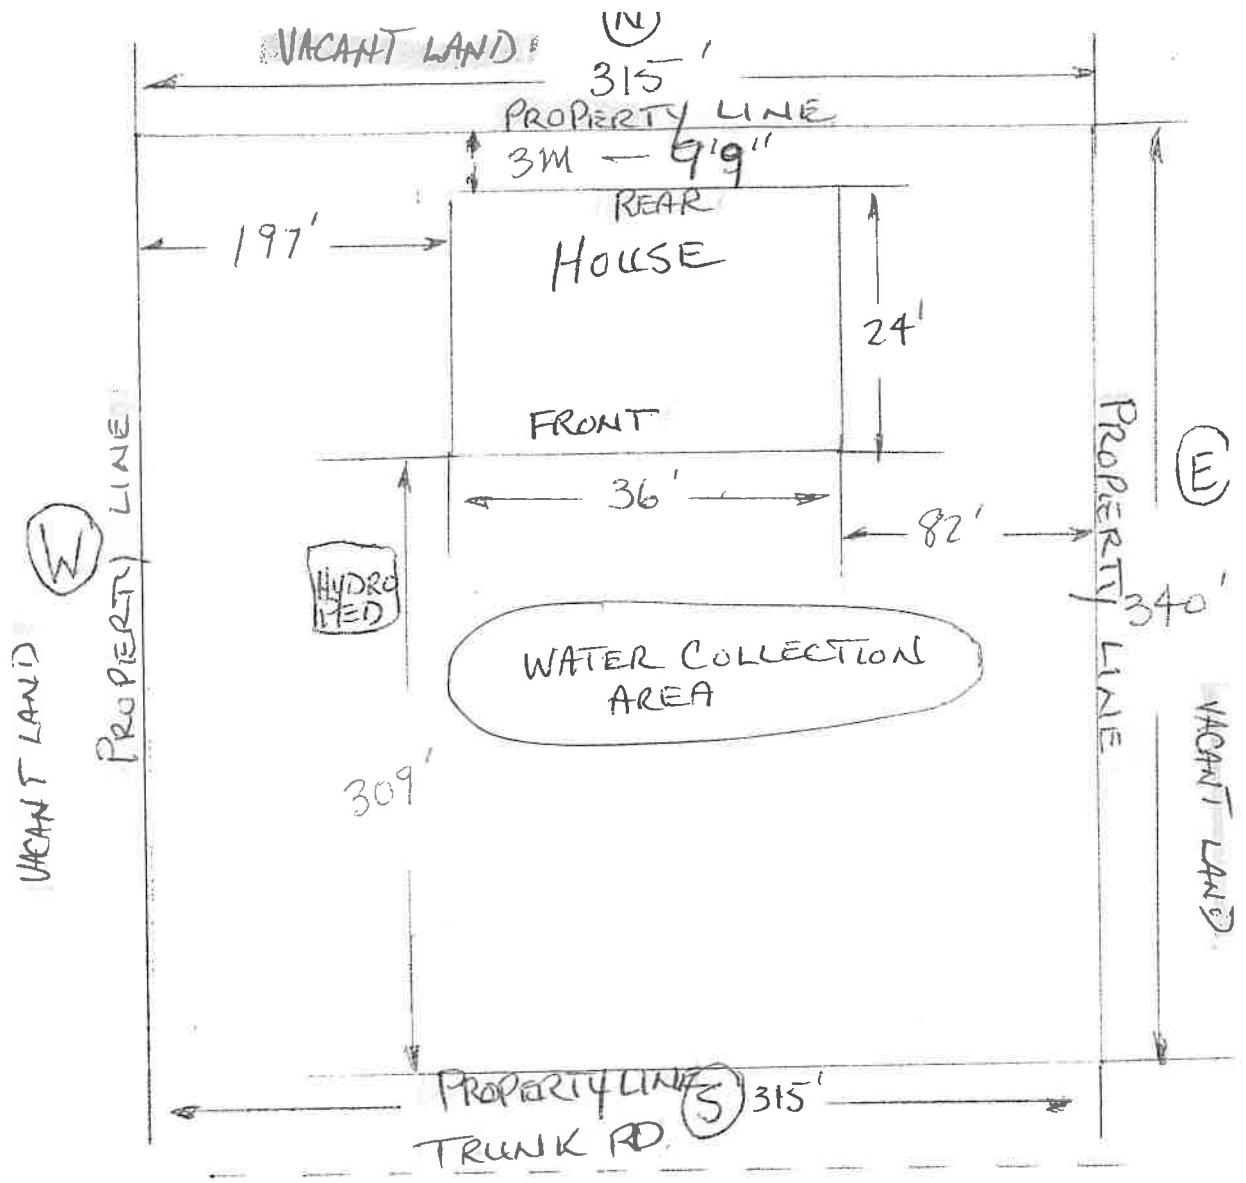 N
VACANT LAND
315'
PROPERTY LINE
3M — 9'9"
REAR
197'
HOUSE
24'
FRONT
36'
82'
E
W
PROPERTY LINE
VACANT LAND
HYDRO
PED
WATER COLLECTION
AREA
PROPERTY LINE
340'
VACANT LAND
309'
PROPERTY LINE S 315'
TRUNK RD.